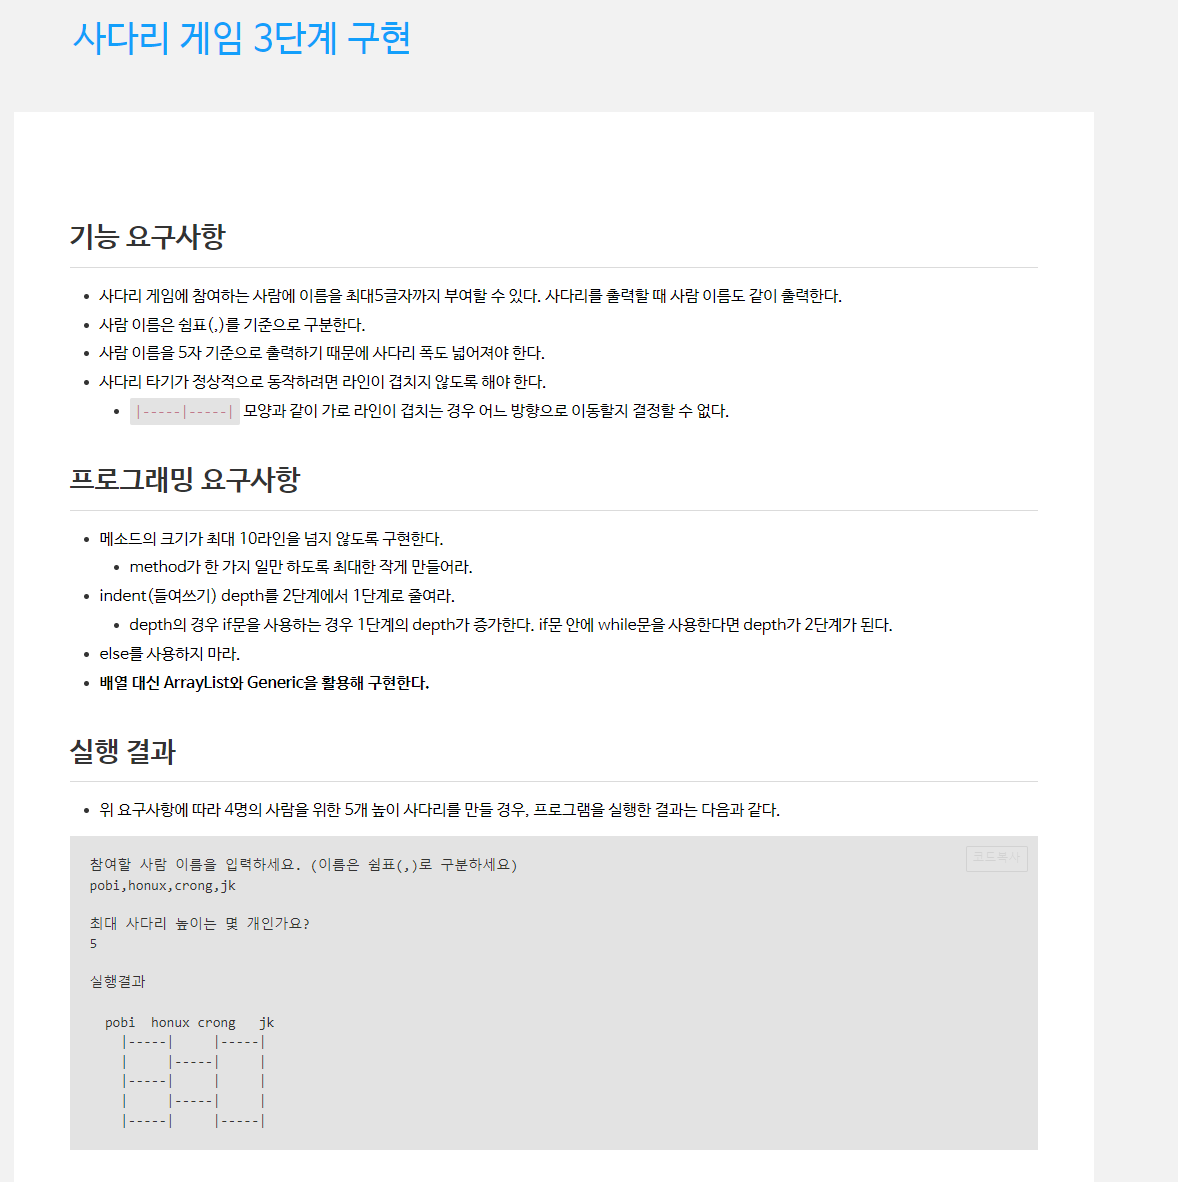 사다리 게임 3단계 구현
기능 요구사항
사다리 게임에 참여하는 사람에 이름을 최대5글자까지 부여할 수 있다. 사다리를 출력할 때 사람 이름도 같이 출력한다.
사람 이름은 쉼표(,)를 기준으로 구분한다.
사람 이름을 5자 기준으로 출력하기 때문에 사다리 폭도 넓어져야 한다.
사다리 타기가 정상적으로 동작하려면 라인이 겹치지 않도록 해야 한다.
|-----|-----| 모양과 같이 가로 라인이 겹치는 경우 어느 방향으로 이동할지 결정할 수 없다.
프로그래밍 요구사항
메소드의 크기가 최대 10라인을 넘지 않도록 구현한다.
method가 한 가지 일만 하도록 최대한 작게 만들어라.
indent(들여쓰기) depth를 2단계에서 1단계로 줄여라.
depth의 경우 if문을 사용하는 경우 1단계의 depth가 증가한다. if문 안에 while문을 사용한다면 depth가 2단계가 된다.
else를 사용하지 마라.
배열 대신 ArrayList와 Generic을 활용해 구현한다.
실행 결과
위 요구사항에 따라 4명의 사람을 위한 5개 높이 사다리를 만들 경우, 프로그램을 실행한 결과는 다음과 같다.
코드복사
참여할 사람 이름을 입력하세요. (이름은 쉼표(,)로 구분하세요)
pobi,honux,crong,jk
최대 사다리 높이는 몇 개인가요?
5
실행결과
pobi  honux crong   jk
|-----|     |-----|
|     |-----|     |
|-----|     |     |
|     |-----|     |
|-----|     |-----|